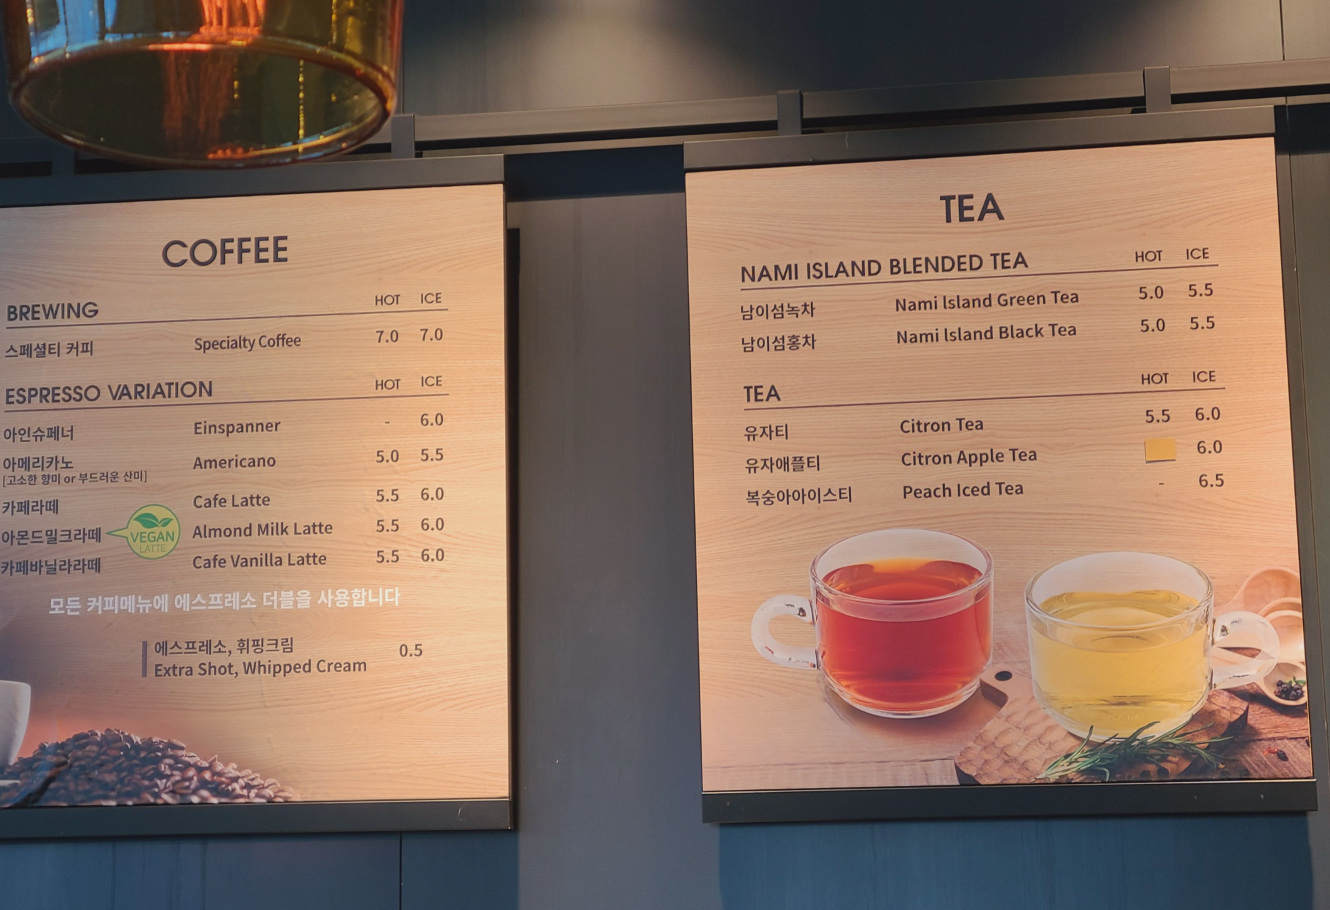 COFFEE
BREWING HOT ICE
스페셜티 커피 Specialty Coffee 7.0 7.0
ESPRESSO VARIATION HOT ICE
아인슈페너 Einspanner - 6.0
아메리카노 Americano 5.0 5.5
[고소한 향미 or 부드러운 산미]
카페라떼 Cafe Latte 5.5 6.0
아몬드밀크라떼 VEGAN LATTE Almond Milk Latte 5.5 6.0
카페바닐라라떼 Cafe Vanilla Latte 5.5 6.0
모든 커피메뉴에 에스프레소 더블을 사용합니다
에스프레소, 휘핑크림 0.5
Extra Shot, Whipped Cream
TEA
NAMI ISLAND BLENDED TEA HOT ICE
남이섬녹차 Nami Island Green Tea 5.0 5.5
남이섬홍차 Nami Island Black Tea 5.0 5.5
TEA HOT ICE
유자티 Citron Tea 5.5 6.0
유자애플티 Citron Apple Tea 6.0
복숭아아이스티 Peach Iced Tea - 6.5